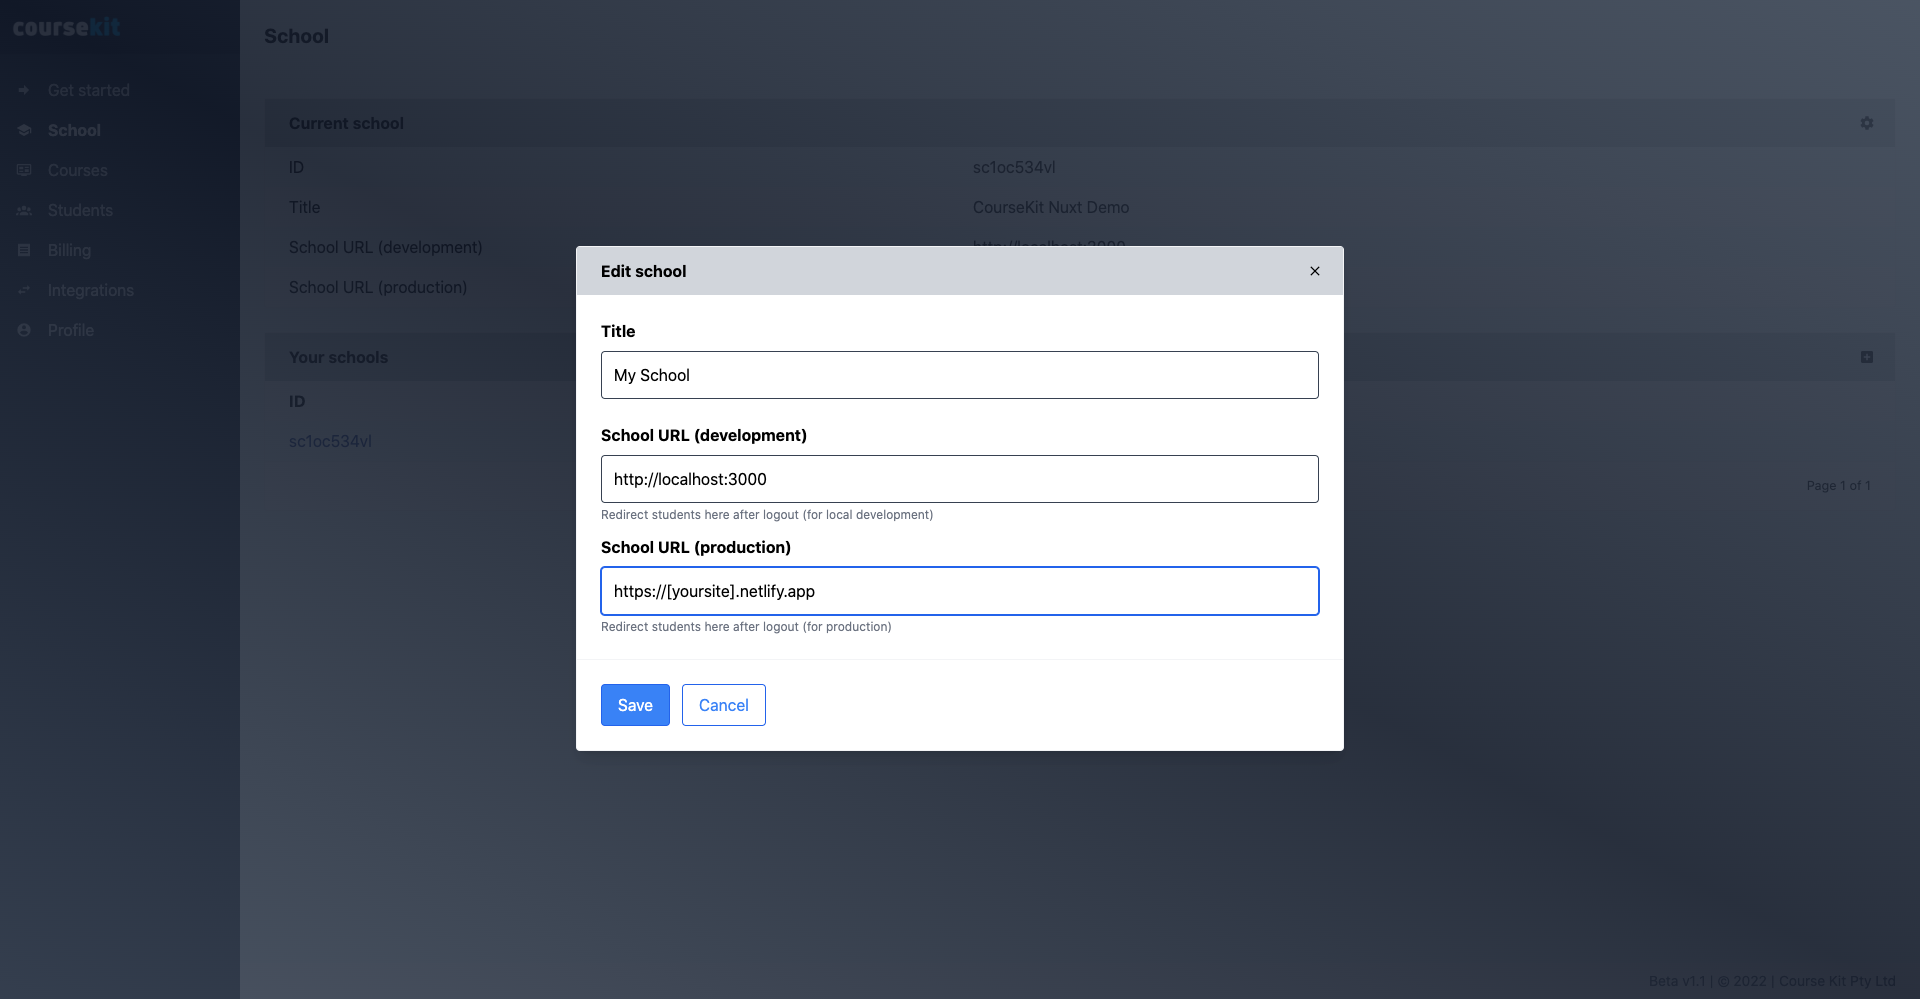 coursekit
School
Get started
School
Courses
Students
Billing
Integrations
Profile
Current school
ID sc1oc534vl
Title CourseKit Nuxt Demo
School URL (development) http://localhost:3000
School URL (production)
Your schools
ID
sc1oc534vl
Page 1 of 1
Edit school
Title
My School
School URL (development)
http://localhost:3000
Redirect students here after logout (for local development)
School URL (production)
https://[yoursite].netlify.app
Redirect students here after logout (for production)
Save Cancel
Beta v1.1 | © 2022 | Course Kit Pty Ltd